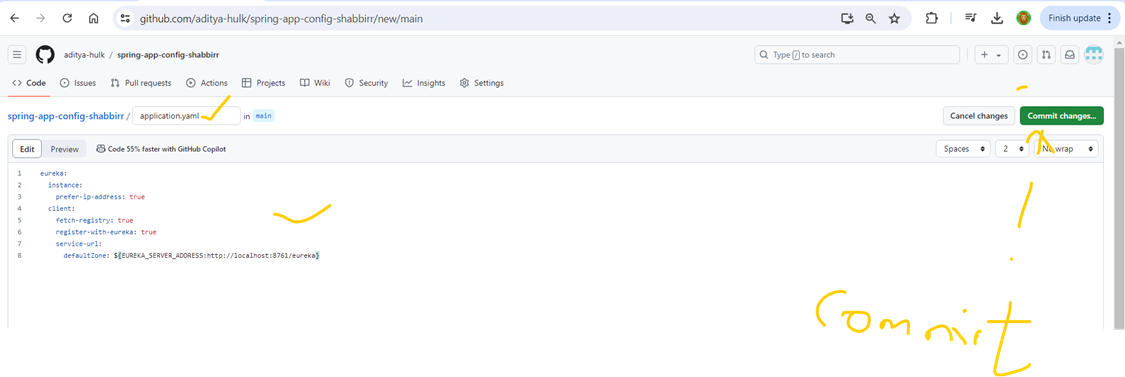 github.com/aditya-hulk/spring-app-config-shabbirr/new/main
Finish update
aditya-hulk / spring-app-config-shabbirr
Type / to search
Code Issues Pull requests Actions Projects Wiki Security Insights Settings
spring-app-config-shabbirr / application.yaml in main
Cancel changes Commit changes...
Edit Preview Code 55% faster with GitHub Copilot
Spaces 2 No wrap
1 eureka:
2 instance:
3 prefer-ip-address: true
4 client:
5 fetch-registry: true
6 register-with-eureka: true
7 service-url:
8 defaultZone: ${EUREKA_SERVER_ADDRESS:http://localhost:8761/eureka}
Commit